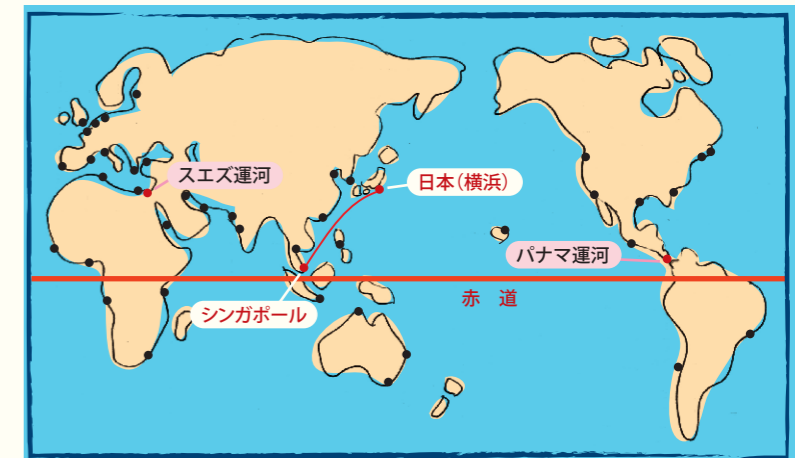 スエズ運河
日本（横浜）
パナマ運河
シンガポール
赤 道